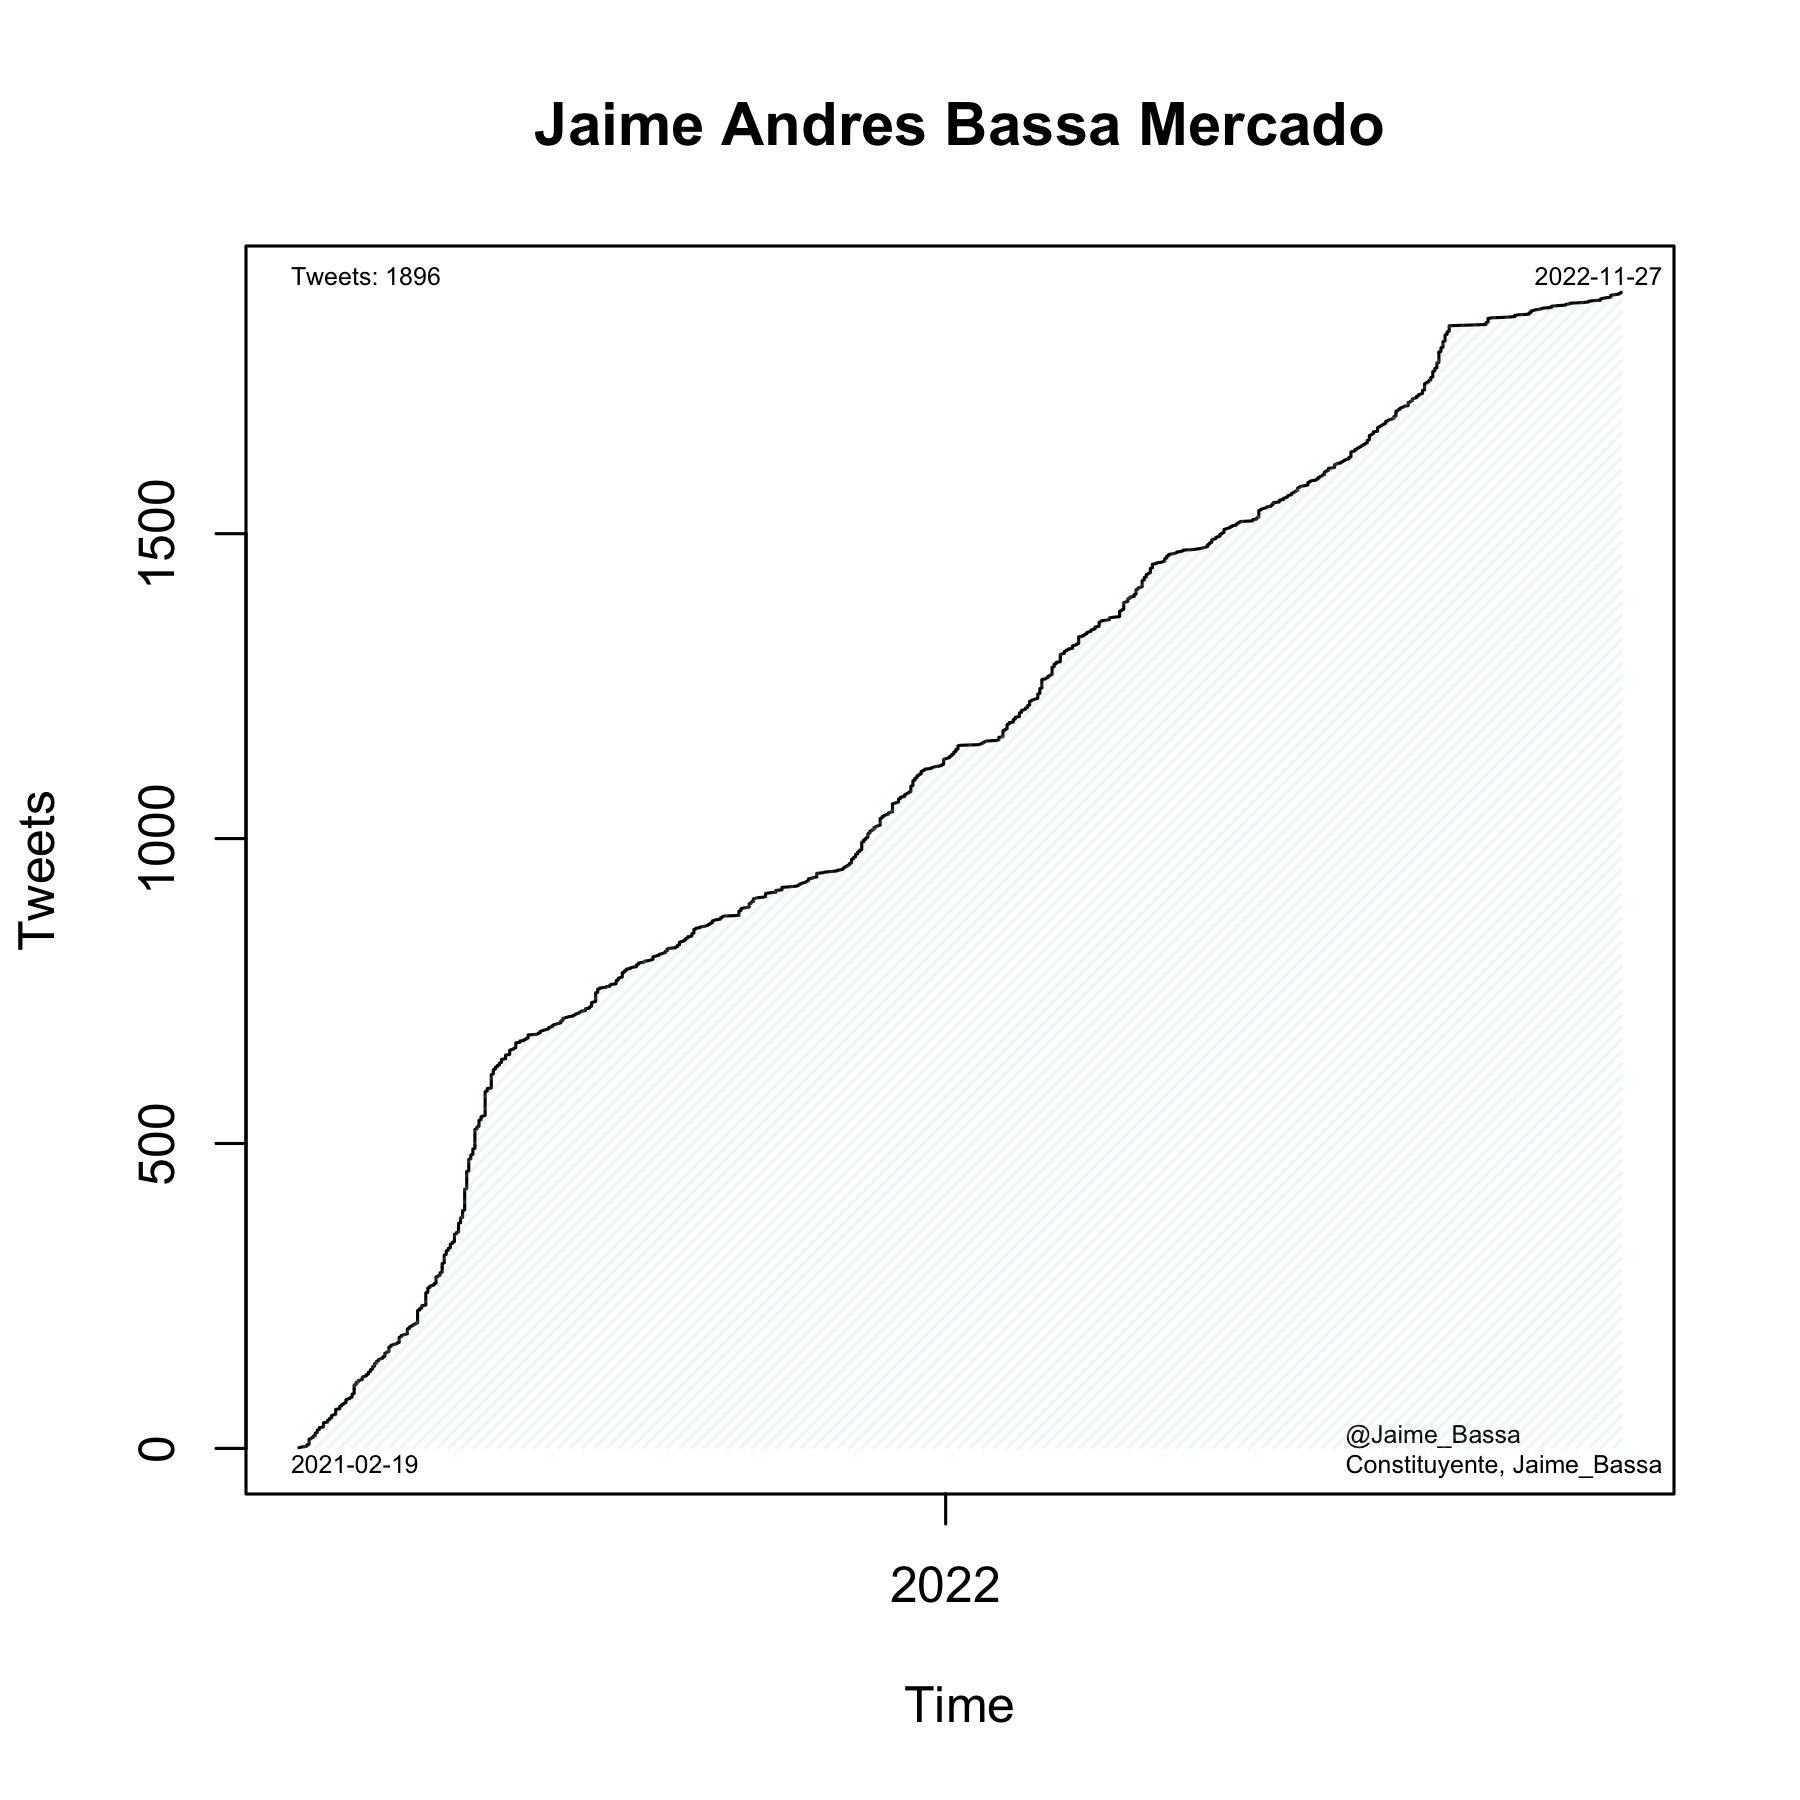 Jaime Andres Bassa Mercado
Tweets: 1896
2022-11-27
1500
1000
500
0
Tweets
2021-02-19
@Jaime_Bassa
Constituyente, Jaime_Bassa
2022
Time